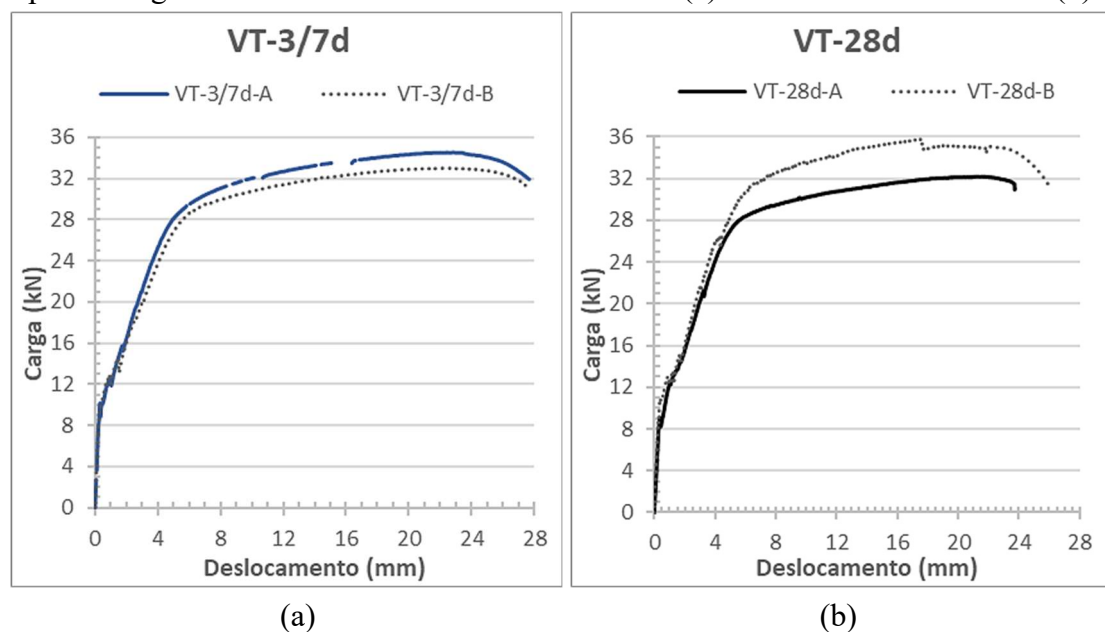 (a) (b)
VT-3/7d
VT-3/7d-A VT-3/7d-B
36
32
28
24
20
16
12
8
4
0
Carga (kN)
0 4 8 12 16 20 24 28
Deslocamento (mm)
(a)
VT-28d
VT-28d-A VT-28d-B
36
32
28
24
20
16
12
8
4
0
Carga (kN)
0 4 8 12 16 20 24 28
Deslocamento (mm)
(b)